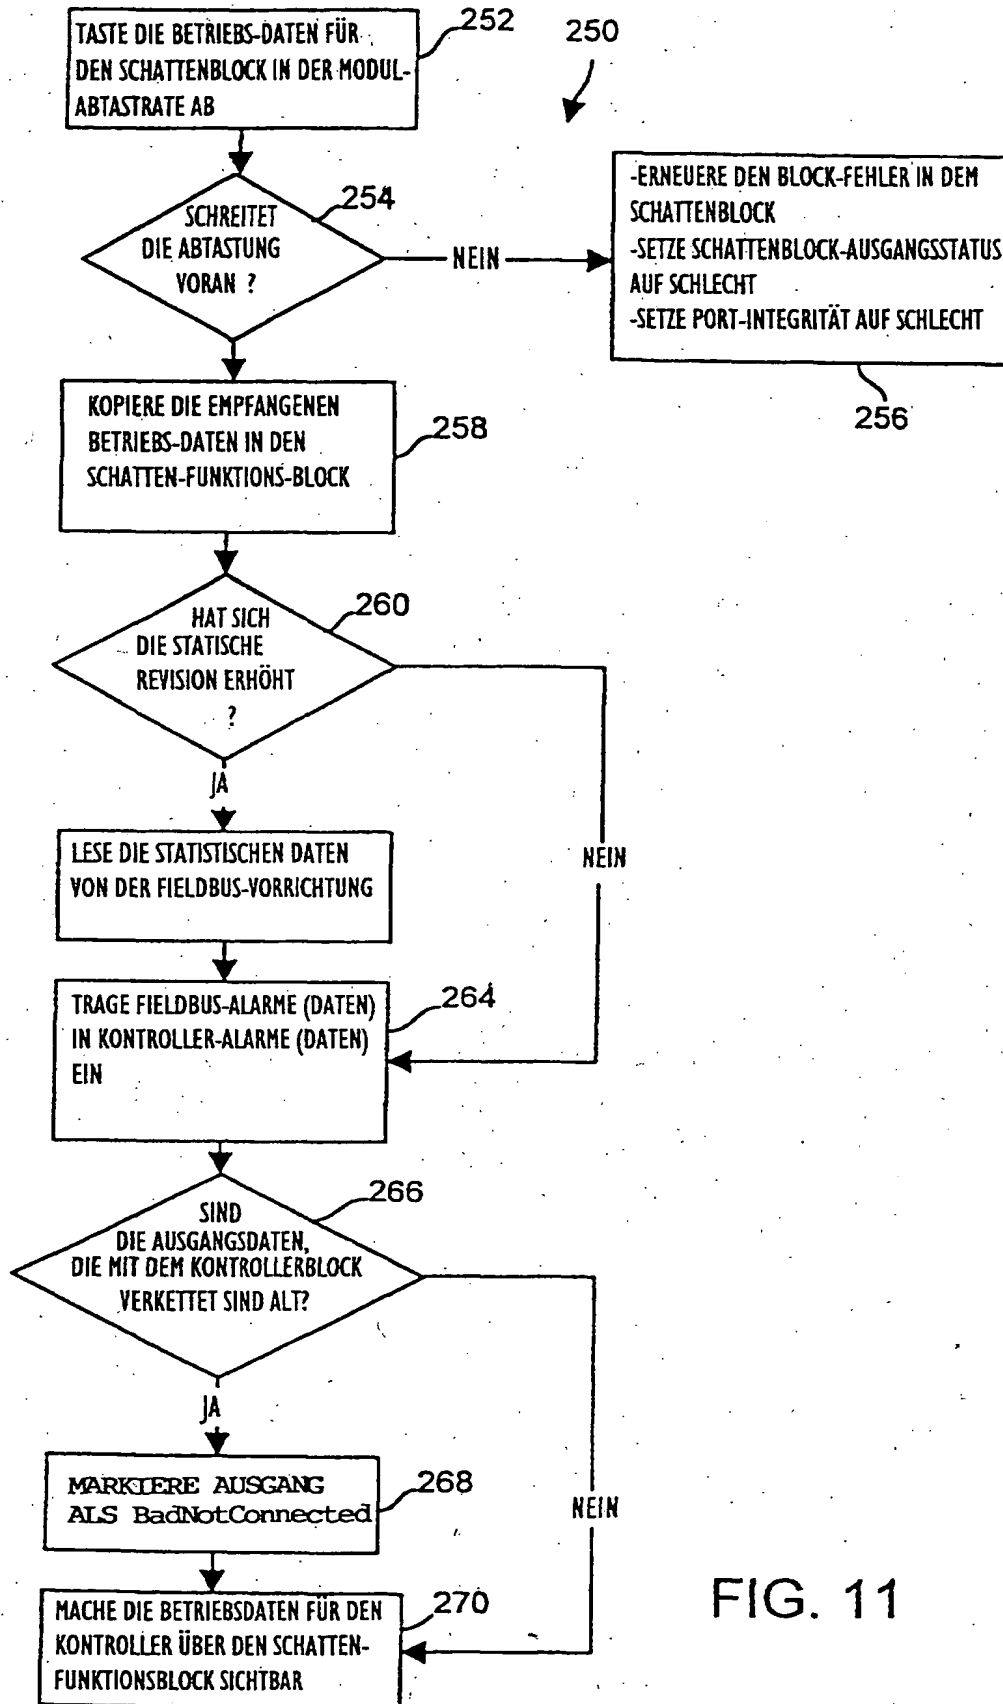 TASTE DIE BETRIEBS-DATEN FÜR
DEN SCHATTENBLOCK IN DER MODUL-
ABTASTRATE AB
252
250
SCHREITET
DIE ABTASTUNG
VORAN ?
254
NEIN
-ERNEUERE DEN BLOCK-FEHLER IN DEM
SCHATTENBLOCK
-SETZE SCHATTENBLOCK-AUSGANGSSTATUS
AUF SCHLECHT
-SETZE PORT-INTEGRITÄT AUF SCHLECHT
256
KOPIERE DIE EMPFANGENEN
BETRIEBS-DATEN IN DEN
SCHATTEN-FUNKTIONS-BLOCK
258
HAT SICH
DIE STATISCHE
REVISION ERHÖHT
?
260
JA
NEIN
LESE DIE STATISTISCHEN DATEN
VON DER FIELDBUS-VORRICHTUNG
TRAGE FIELDBUS-ALARME (DATEN)
IN KONTROLLER-ALARME (DATEN)
EIN
264
SIND
DIE AUSGANGSDATEN,
DIE MIT DEM KONTROLLERBLOCK
VERKETTET SIND ALT?
266
JA
NEIN
MARKIERE AUSGANG
ALS BadNotConnected
268
MACHE DIE BETRIEBSDATEN FÜR DEN
KONTROLLER ÜBER DEN SCHATTEN-
FUNKTIONSBLOCK SICHTBAR
270
FIG. 11